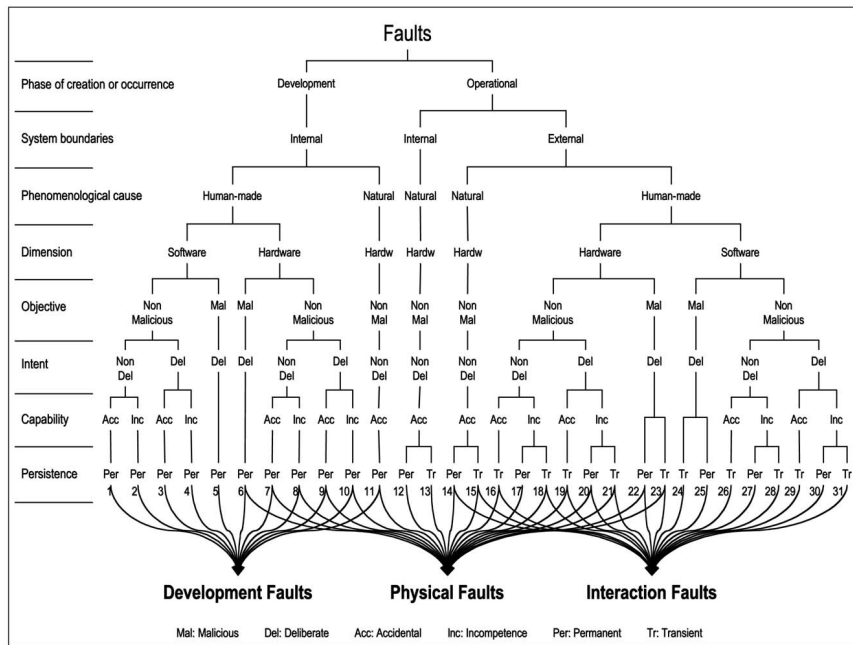 Faults
Phase of creation or occurrence Development Operational
System boundaries Internal Internal External
Phenomenological cause Human-made Natural Natural Natural Human-made
Dimension Software Hardware Hardw Hardw Hardw Hardware Software
Objective Non Malicious Mal Mal Non Malicious Non Mal Non Mal Non Mal Non Malicious Mal Mal Non Malicious
Intent Non Del Del Del Del Non Del Del Non Del Non Del Non Del Non Del Del Del Del Non Del Del
Capability Acc Inc Acc Inc Acc Inc Acc Inc Acc Acc Acc Acc Inc Acc Inc Acc Inc Acc Inc
Persistence Per Per Per Per Per Per Per Per Per Per Per Per Tr Per Tr Tr Per Tr Tr Per Tr Per Tr Tr Per Tr Per Tr Tr Per Tr
1 2 3 4 5 6 7 8 9 10 11 12 13 14 15 16 17 18 19 20 21 22 23 24 25 26 27 28 29 30 31
Development Faults Physical Faults Interaction Faults
Mal: Malicious Del: Deliberate Acc: Accidental Inc: Incompetence Per: Permanent Tr: Transient